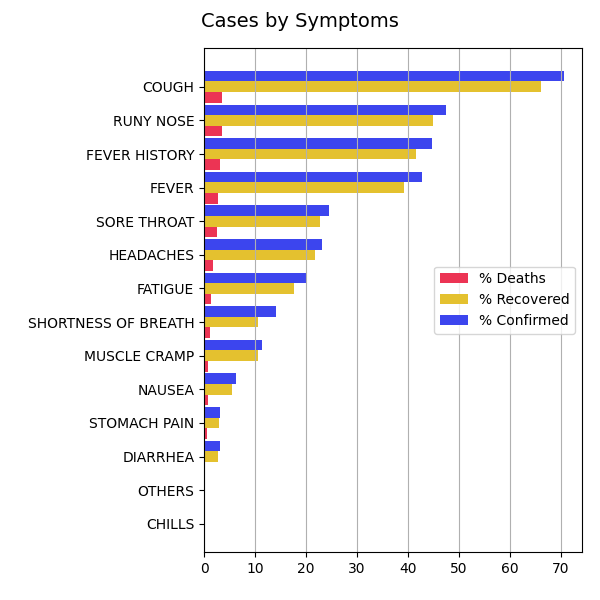 Cases by Symptoms
COUGH
RUNY NOSE
FEVER HISTORY
FEVER
SORE THROAT
HEADACHES
FATIGUE
SHORTNESS OF BREATH
MUSCLE CRAMP
NAUSEA
STOMACH PAIN
DIARRHEA
OTHERS
CHILLS
% Deaths
% Recovered
% Confirmed
0 10 20 30 40 50 60 70